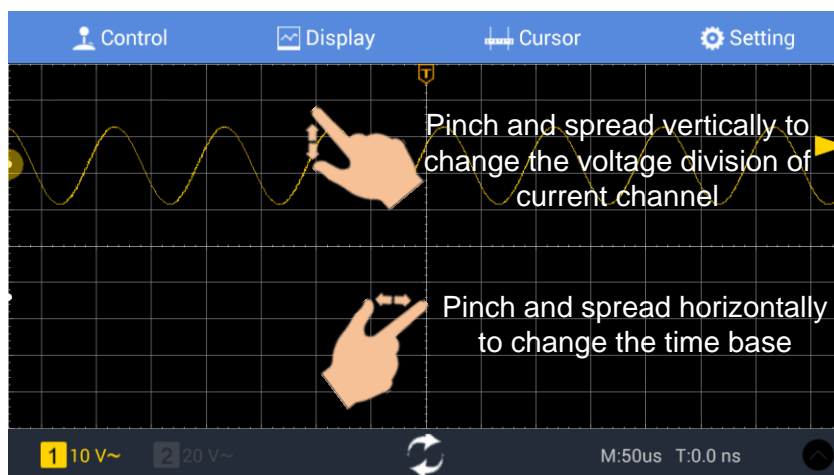 Control Display Cursor Setting
T
Pinch and spread vertically to
change the voltage division of
current channel
Pinch and spread horizontally
to change the time base
1 10 V~ 2 20 V~ M:50us T:0.0 ns